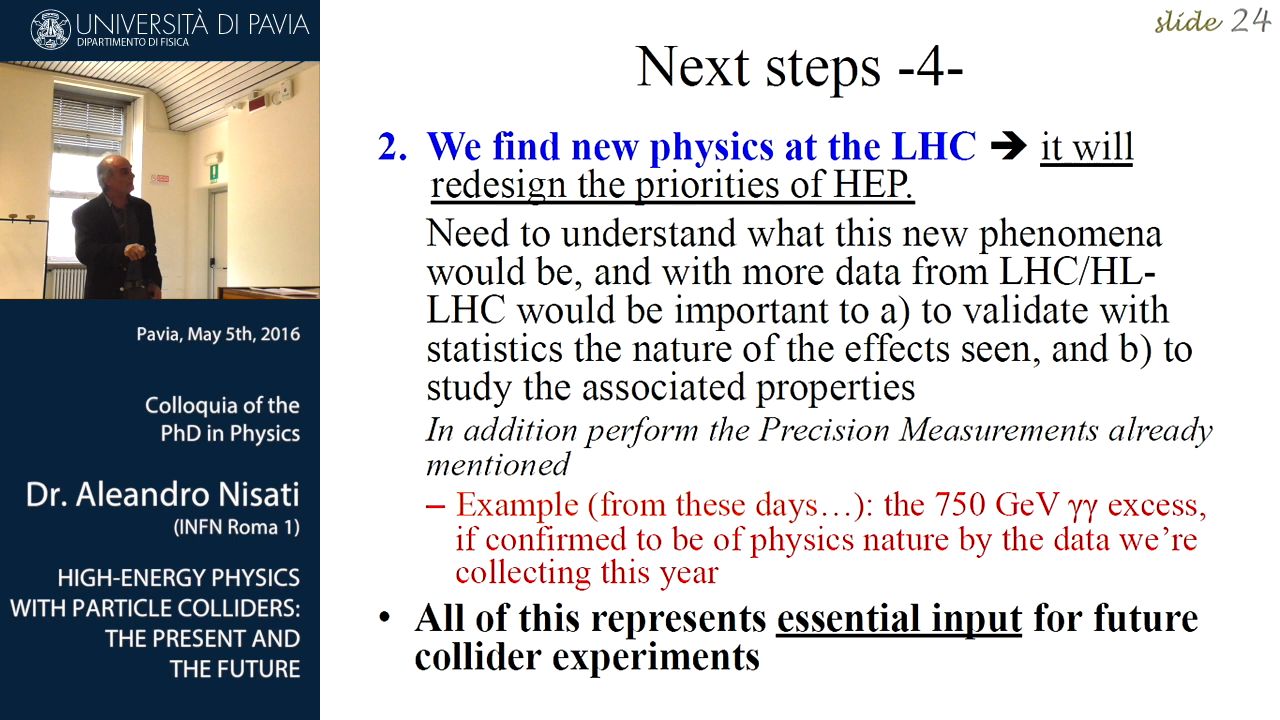 UNIVERSITÀ DI PAVIA
DIPARTIMENTO DI FISICA
Pavia, May 5th, 2016
Colloquia of the
PhD in Physics
Dr. Aleandro Nisati
(INFN Roma 1)
HIGH-ENERGY PHYSICS
WITH PARTICLE COLLIDERS:
THE PRESENT AND
THE FUTURE
slide 24
Next steps -4-
2. We find new physics at the LHC ➔ it will
redesign the priorities of HEP.
Need to understand what this new phenomena
would be, and with more data from LHC/HL-
LHC would be important to a) to validate with
statistics the nature of the effects seen, and b) to
study the associated properties
In addition perform the Precision Measurements already
mentioned
– Example (from these days…): the 750 GeV γγ excess,
if confirmed to be of physics nature by the data we’re
collecting this year
• All of this represents essential input for future
collider experiments